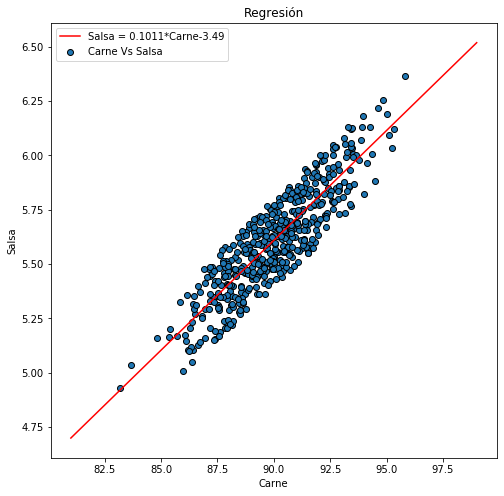 Regresión
Salsa = 0.1011*Carne-3.49
Carne Vs Salsa
6.50
6.25
6.00
5.75
5.50
5.25
5.00
4.75
Salsa
82.5 85.0 87.5 90.0 92.5 95.0 97.5
Carne